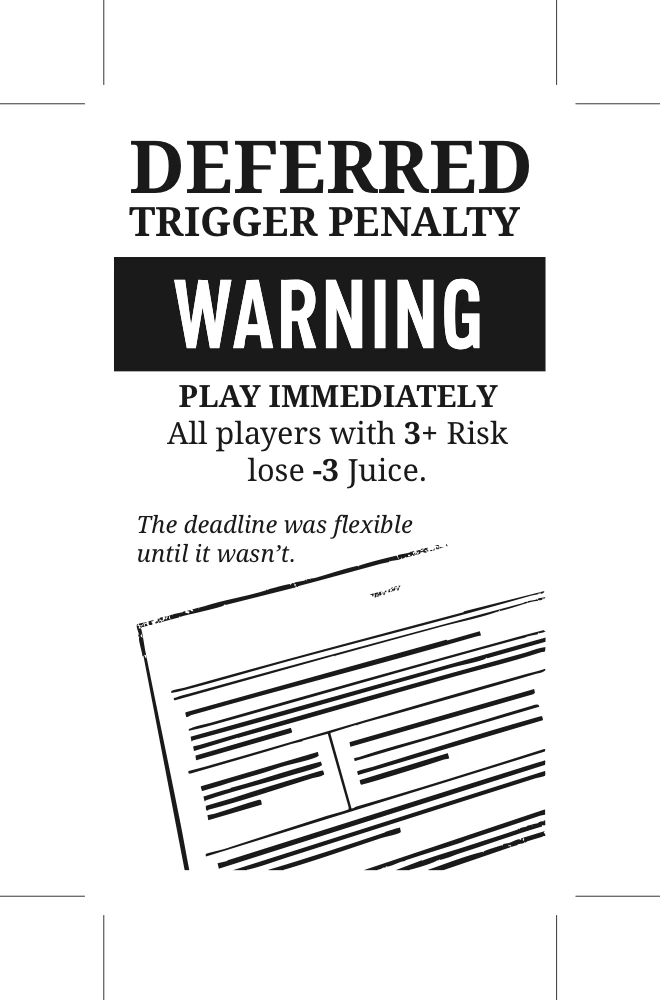 DEFERRED
TRIGGER PENALTY
WARNING
PLAY IMMEDIATELY
All players with 3+ Risk
lose -3 Juice.
The deadline was flexible
until it wasn’t.